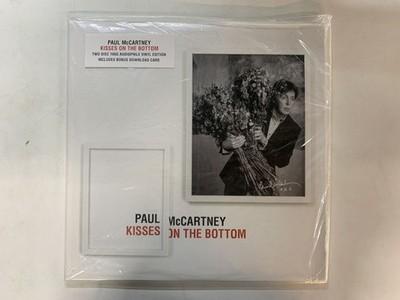 PAUL McCARTNEY
KISSES ON THE BOTTOM
TWO DISC 180G AUDIOPHILE VINYL EDITION
INCLUDES BONUS DOWNLOAD CARD
PAUL McCARTNEY
KISSES ON THE BOTTOM